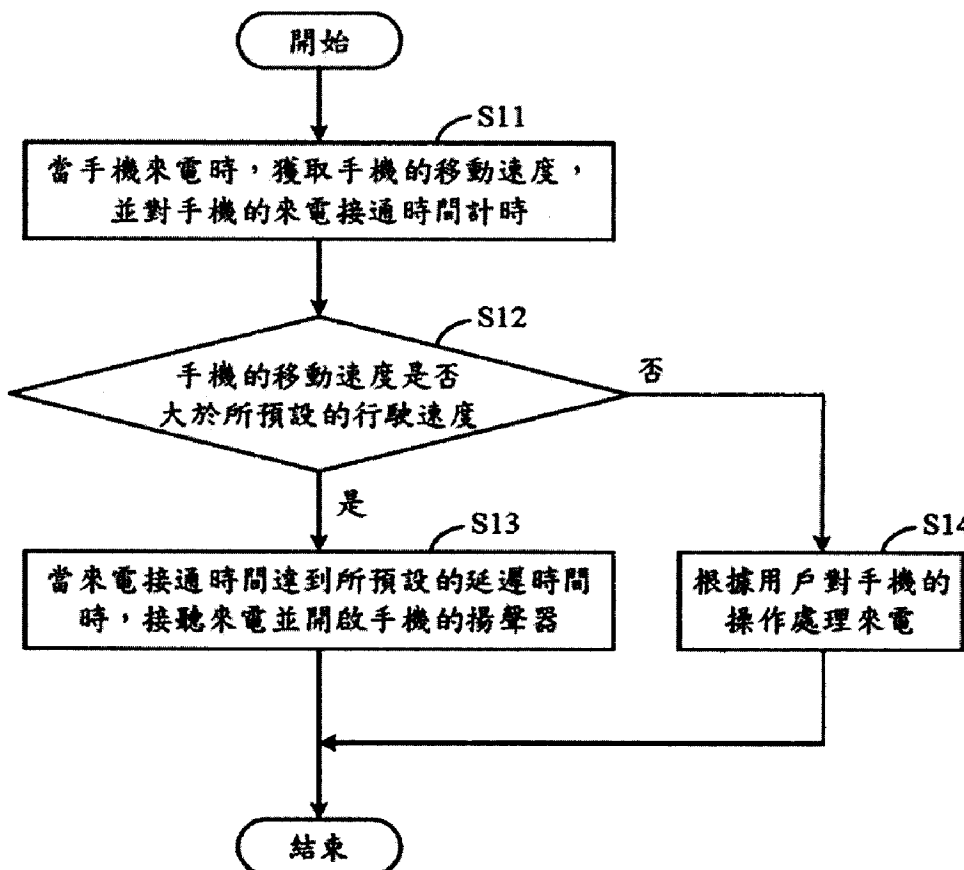 開始
S11
當手機來電時，獲取手機的移動速度，
並對手機的來電接通時間計時
S12
手機的移動速度是否
大於所預設的行駛速度
否
是
S13
當來電接通時間達到所預設的延遲時間
時，接聽來電並開啟手機的揚聲器
S14
根據用戶對手機的
操作處理來電
結束